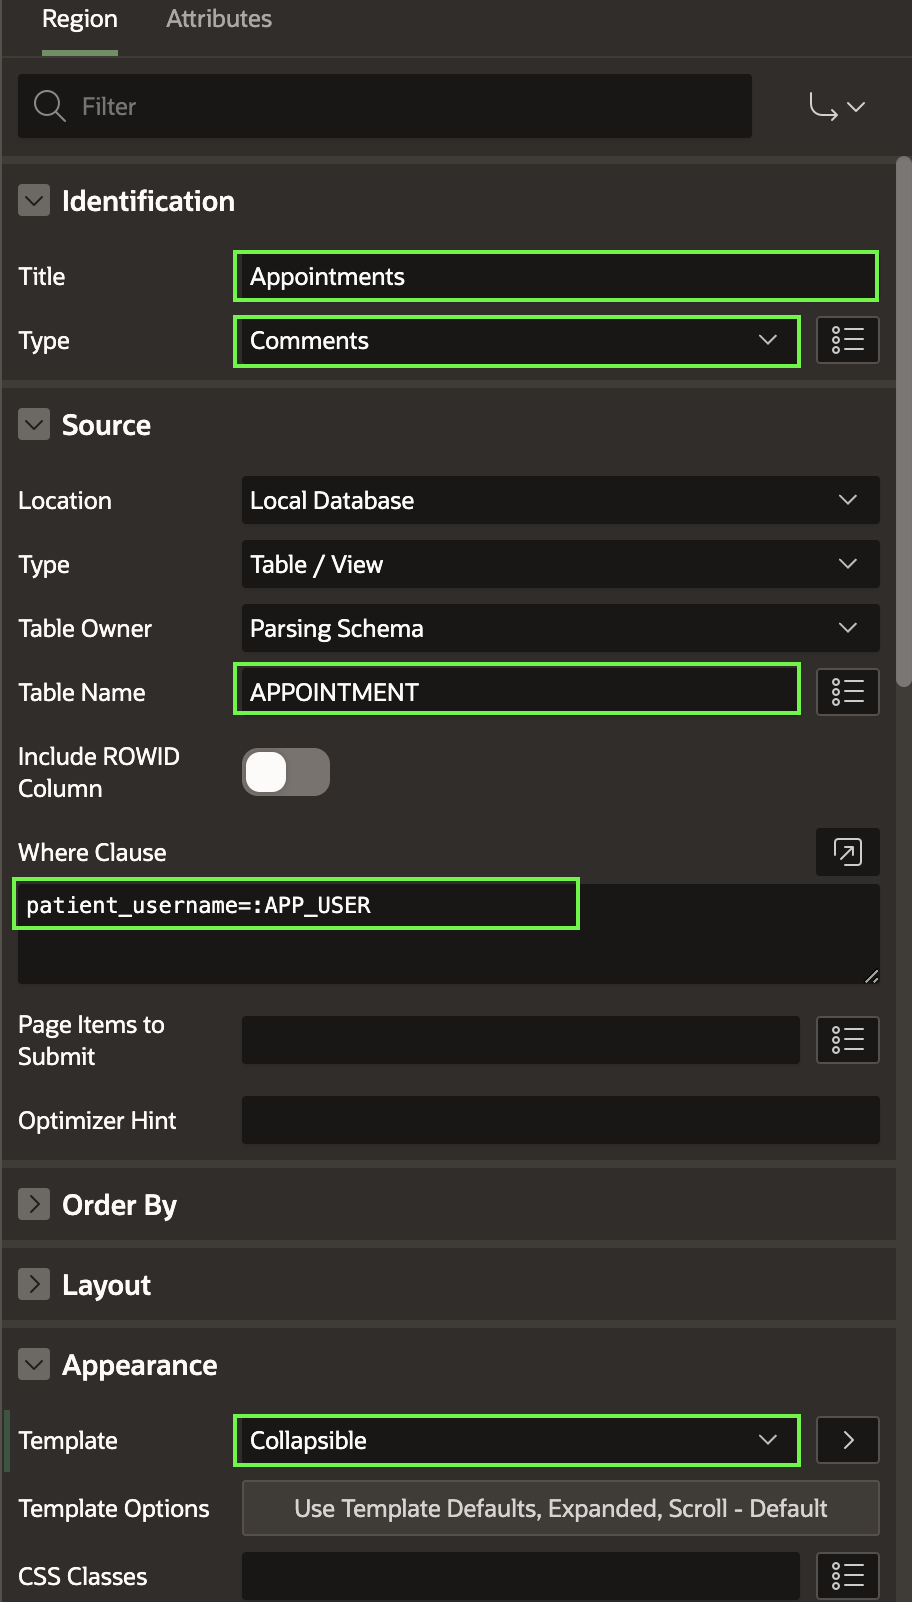 Region Attributes
Filter
Identification
Title Appointments
Type Comments
Source
Location Local Database
Type Table / View
Table Owner Parsing Schema
Table Name APPOINTMENT
Include ROWID
Column
Where Clause
patient_username=:APP_USER
Page Items to
Submit
Optimizer Hint
Order By
Layout
Appearance
Template Collapsible
Template Options Use Template Defaults, Expanded, Scroll - Default
CSS Classes